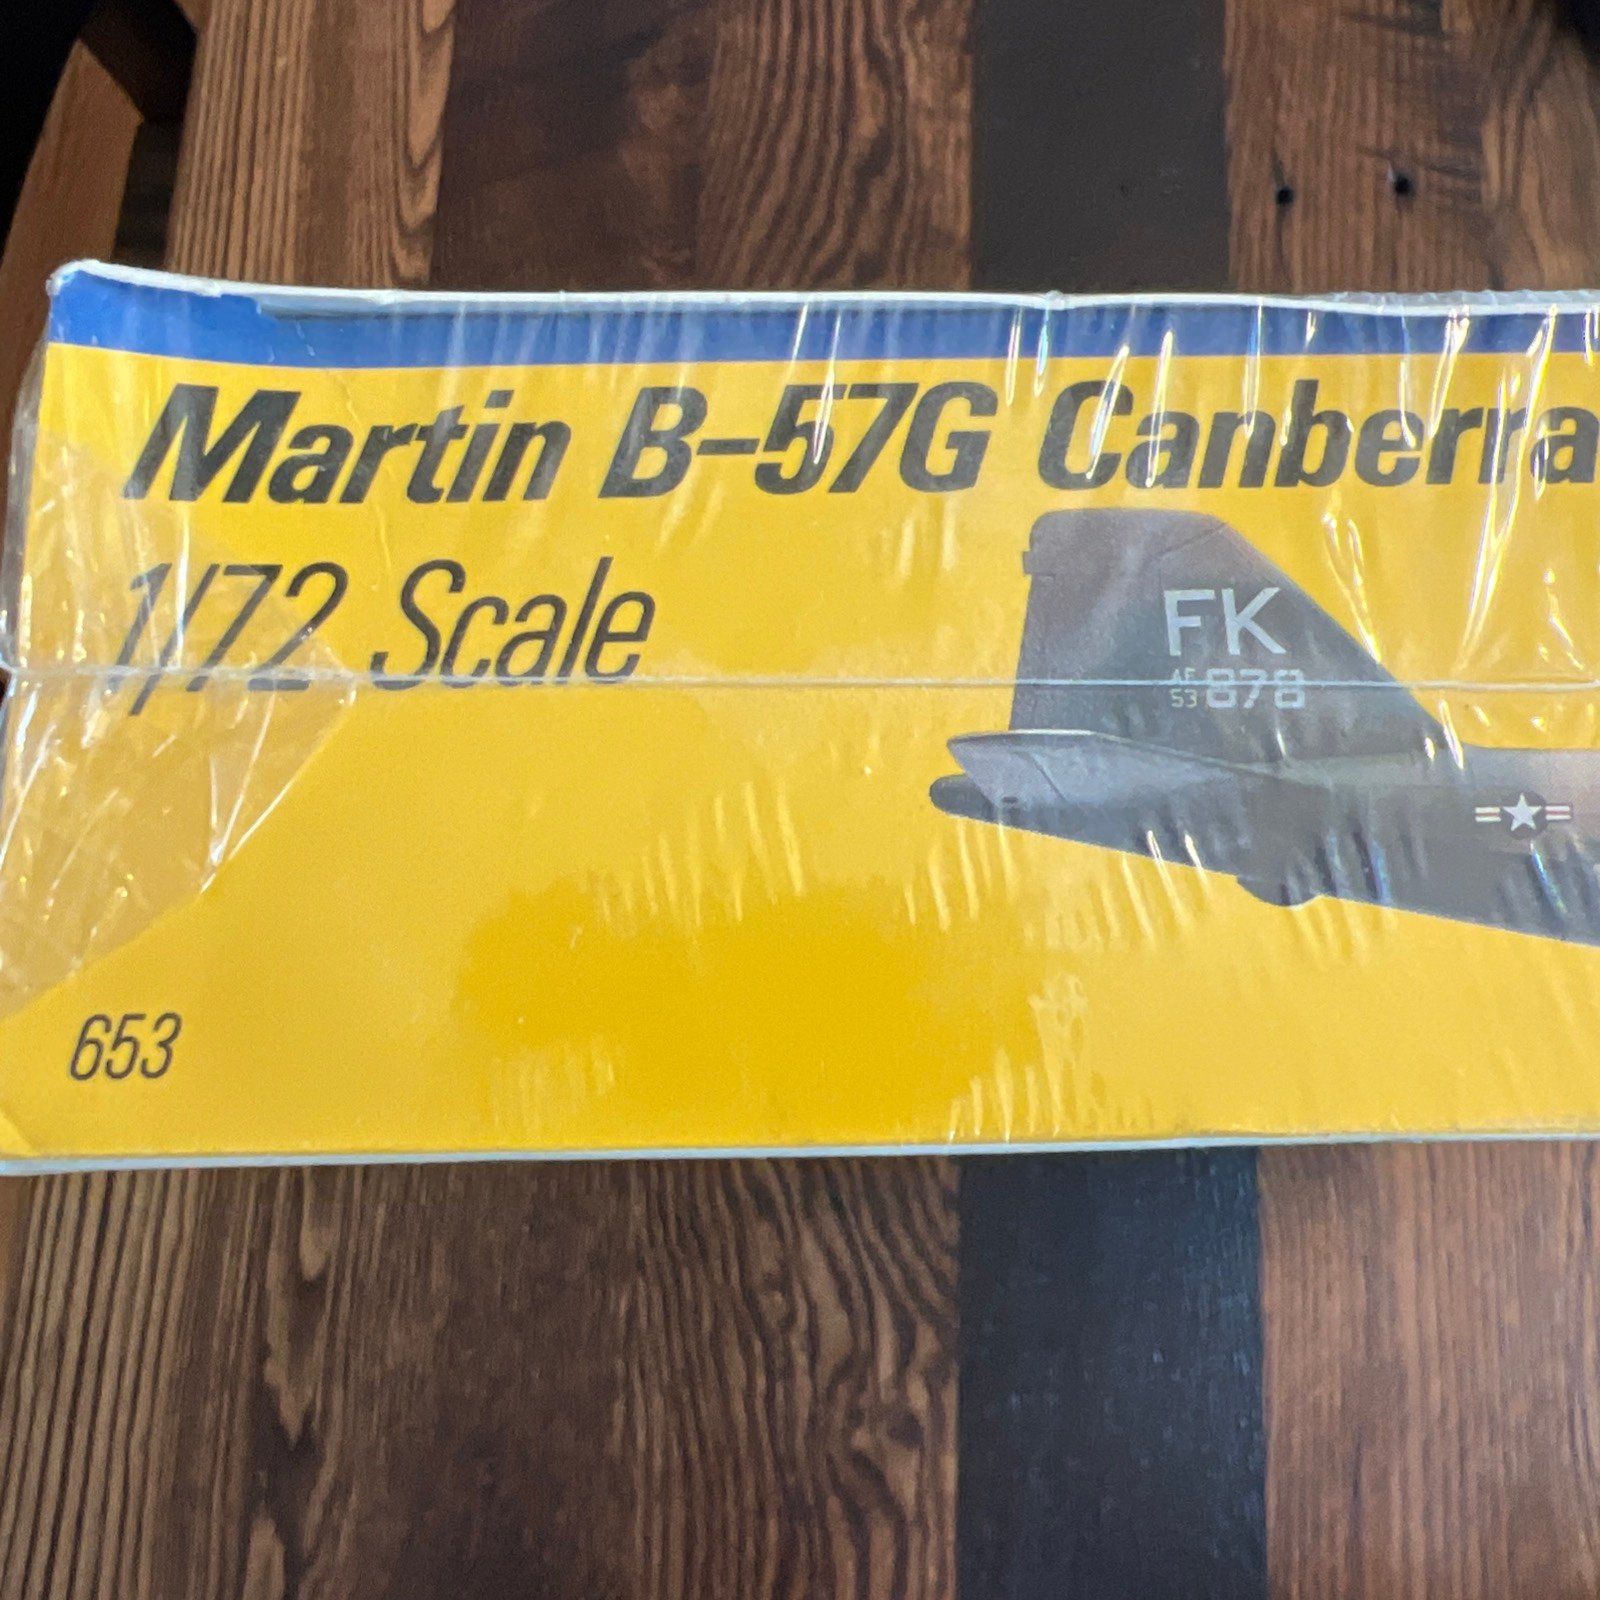 Martin B-57G Canberra
1/72 Scale
FK
AF
53 878
653